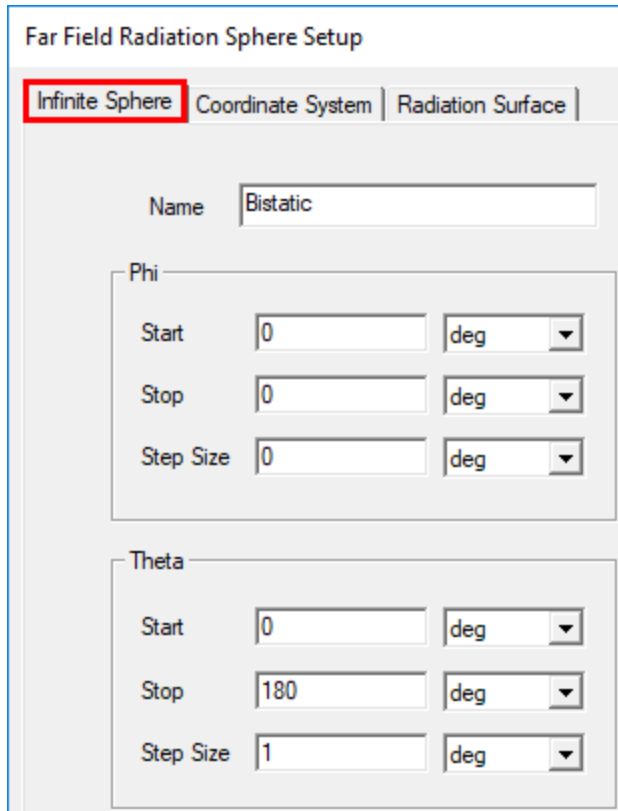 Far Field Radiation Sphere Setup
Infinite Sphere Coordinate System Radiation Surface
Name Bistatic
Phi
Start 0 deg
Stop 0 deg
Step Size 0 deg
Theta
Start 0 deg
Stop 180 deg
Step Size 1 deg